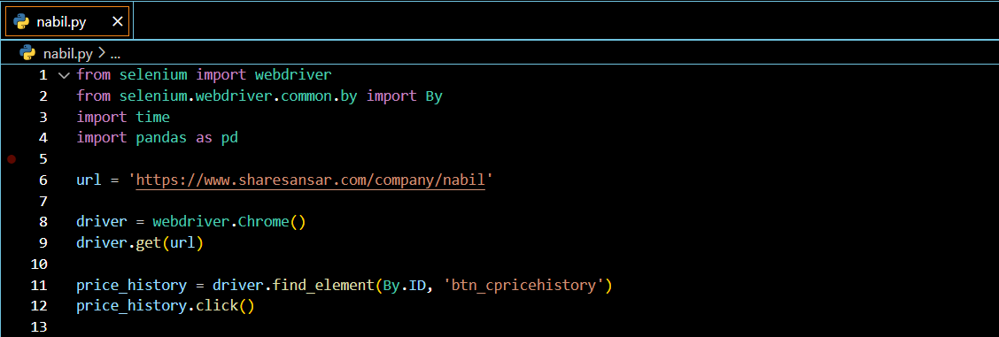 nabil.py
nabil.py > ...
1 from selenium import webdriver
2 from selenium.webdriver.common.by import By
3 import time
4 import pandas as pd
5
6 url = 'https://www.sharesansar.com/company/nabil'
7
8 driver = webdriver.Chrome()
9 driver.get(url)
10
11 price_history = driver.find_element(By.ID, 'btn_cpricehistory')
12 price_history.click()
13